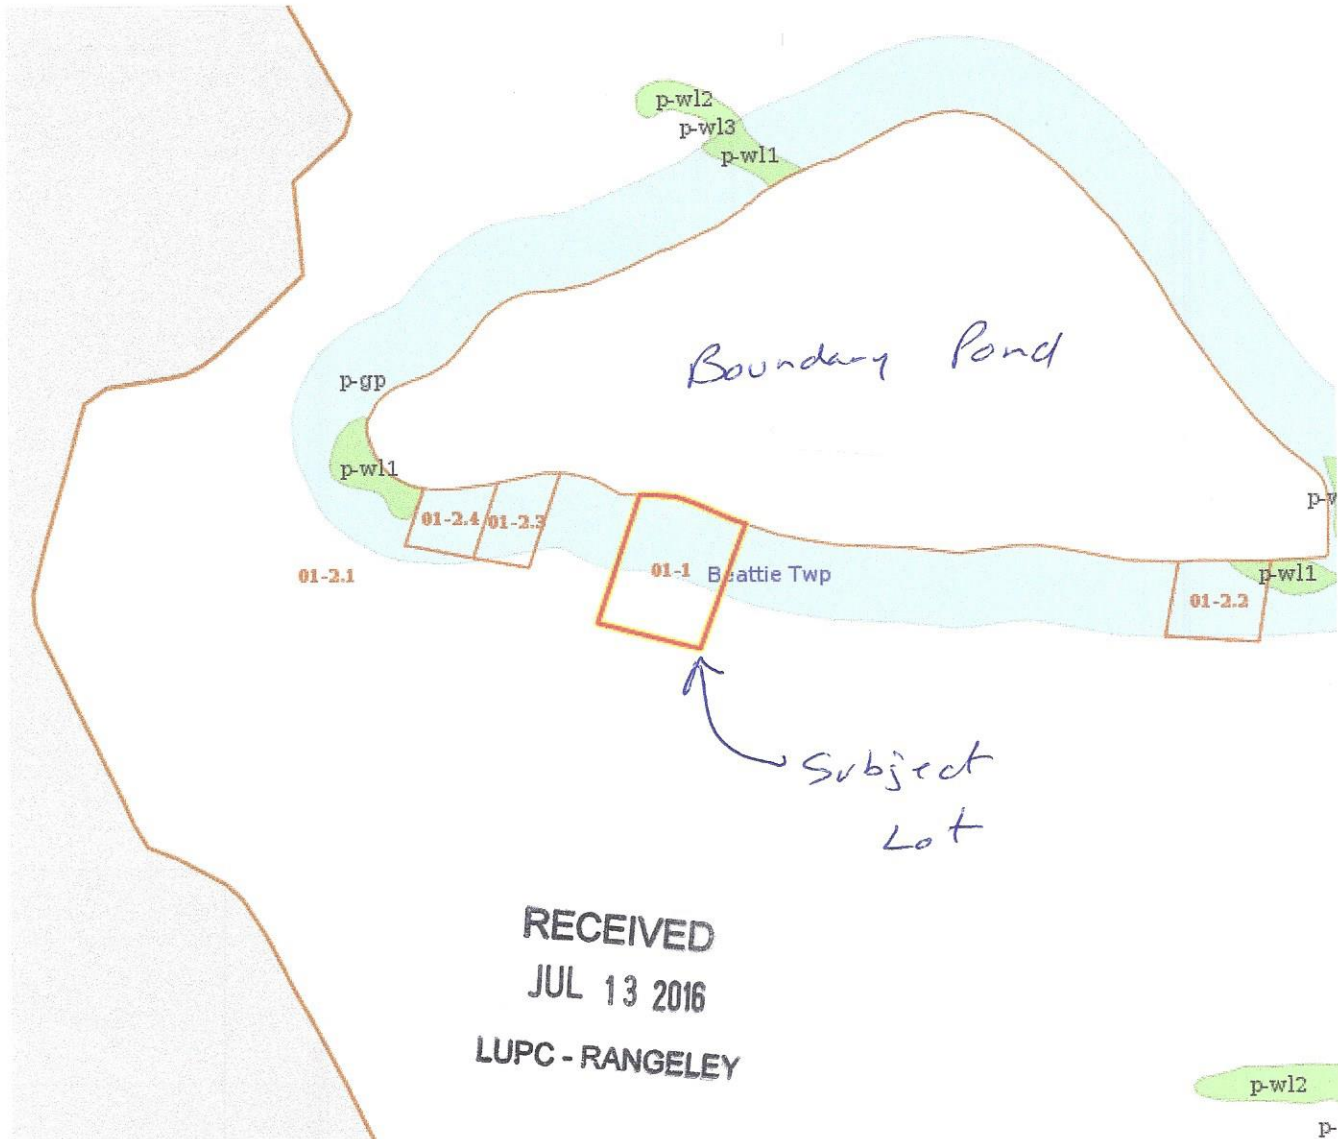 p-wl2
p-wl3
p-wl1
Boundary Pond
p-gp
p-wl1
01-2.4
01-2.3
01-2.1
01-1
Beattie Twp
p-wl1
01-2.2
Subject
Lot
RECEIVED
JUL 13 2016
LUPC - RANGELEY
p-wl2